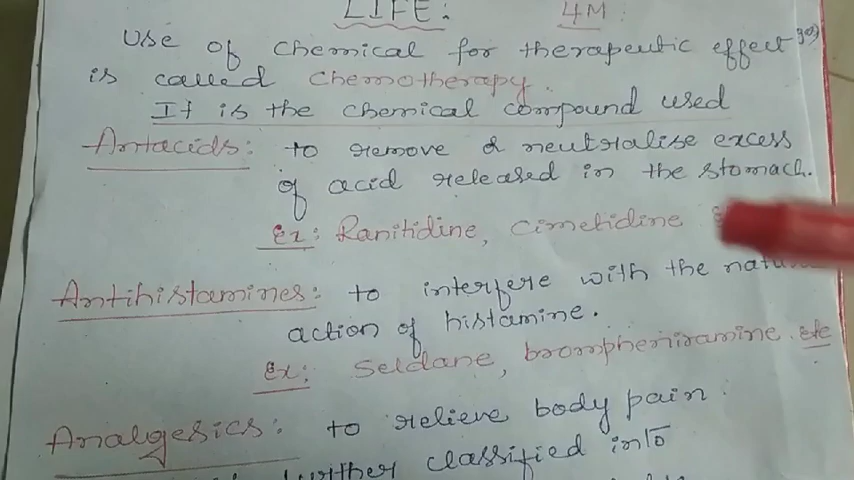 LIFE: 4M:
Use of chemical for therapeutic effect
is called Chemotherapy.
It is the chemical compound used
Antacids: to remove & neutralise excess
of acid released in the stomach.
Ex: Ranitidine, Cimetidine
Antihistamines: to interfere with the
action of histamine.
Ex: Seldane, brompheniramine etc
Analgesics: to relieve body pain.
further classified into